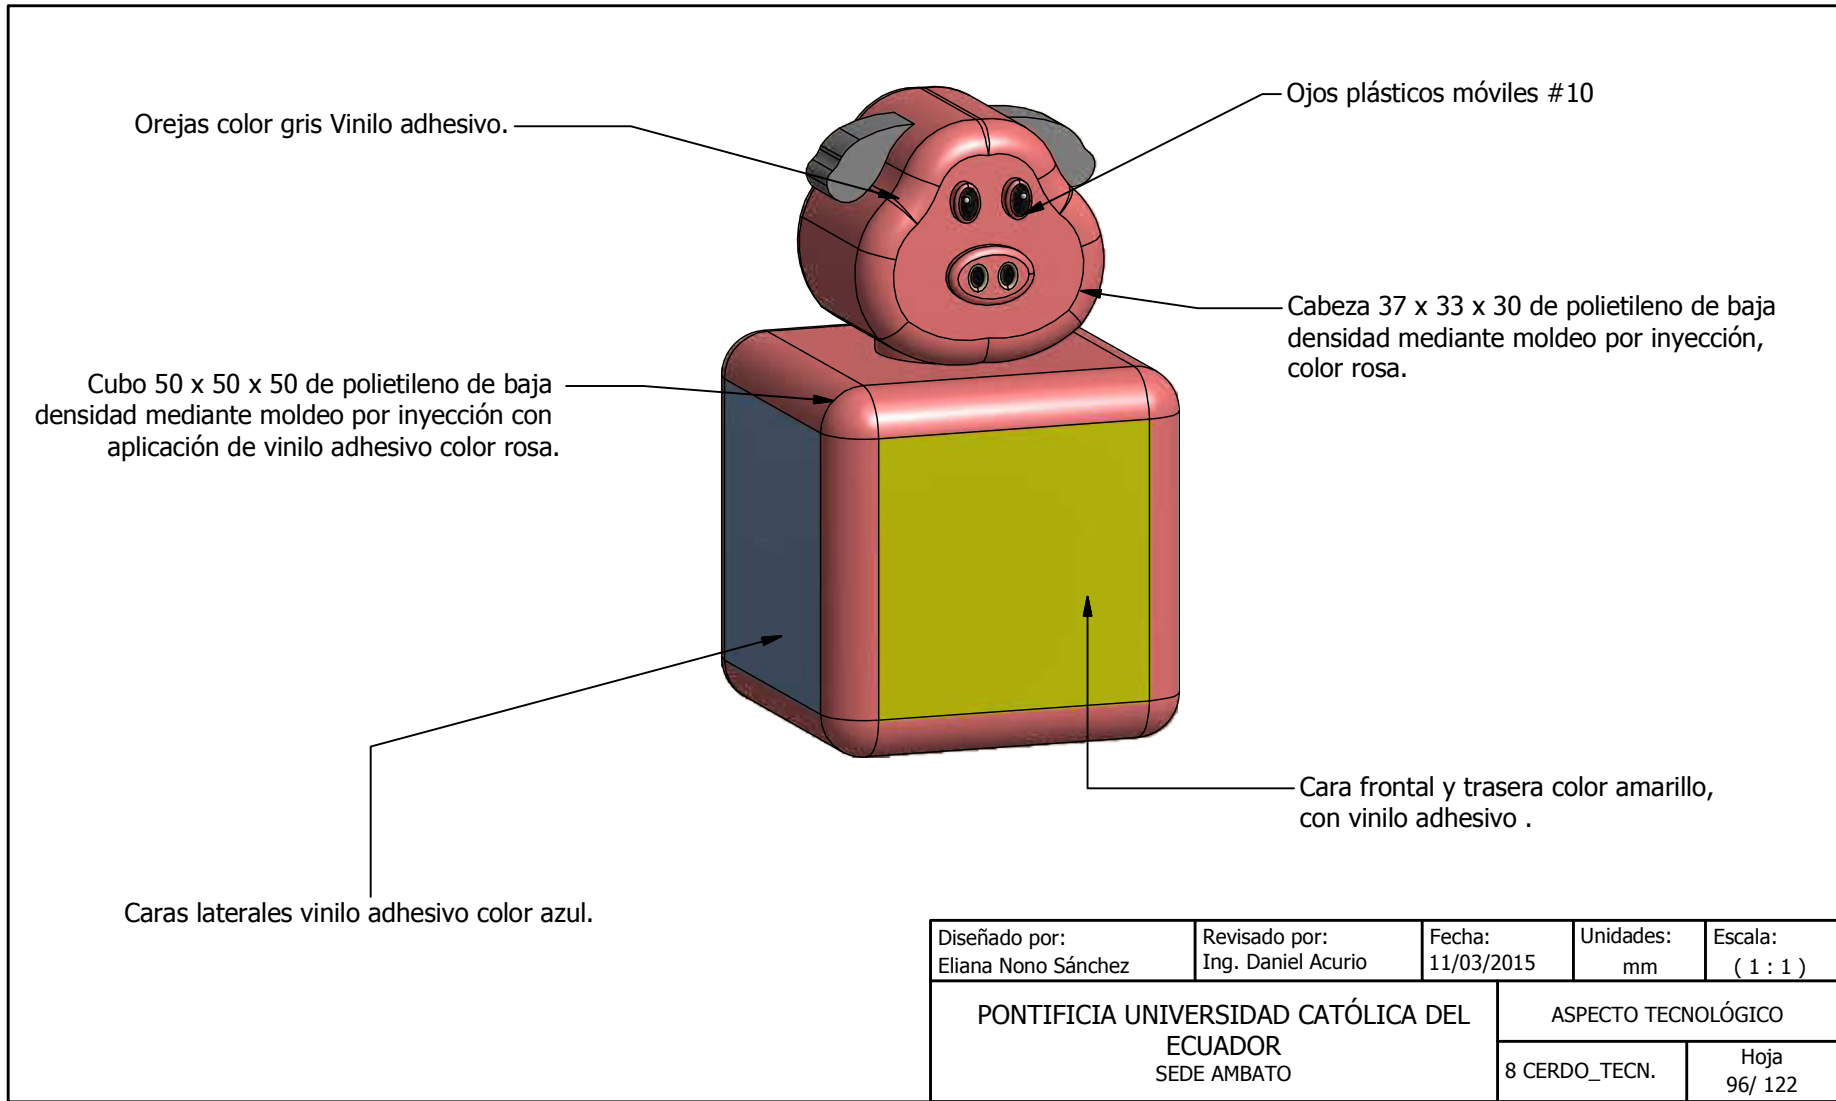 Orejas color gris Vinilo adhesivo.
Ojos plásticos móviles #10
Cabeza 37 x 33 x 30 de polietileno de baja
densidad mediante moldeo por inyección,
color rosa.
Cubo 50 x 50 x 50 de polietileno de baja
densidad mediante moldeo por inyección con
aplicación de vinilo adhesivo color rosa.
Cara frontal y trasera color amarillo,
con vinilo adhesivo .
Caras laterales vinilo adhesivo color azul.
Diseñado por:
Eliana Nono Sánchez
Revisado por:
Ing. Daniel Acurio
Fecha:
11/03/2015
Unidades:
mm
Escala:
( 1 : 1 )
PONTIFICIA UNIVERSIDAD CATÓLICA DEL
ECUADOR
SEDE AMBATO
ASPECTO TECNOLÓGICO
8 CERDO_TECN.
Hoja
96/ 122